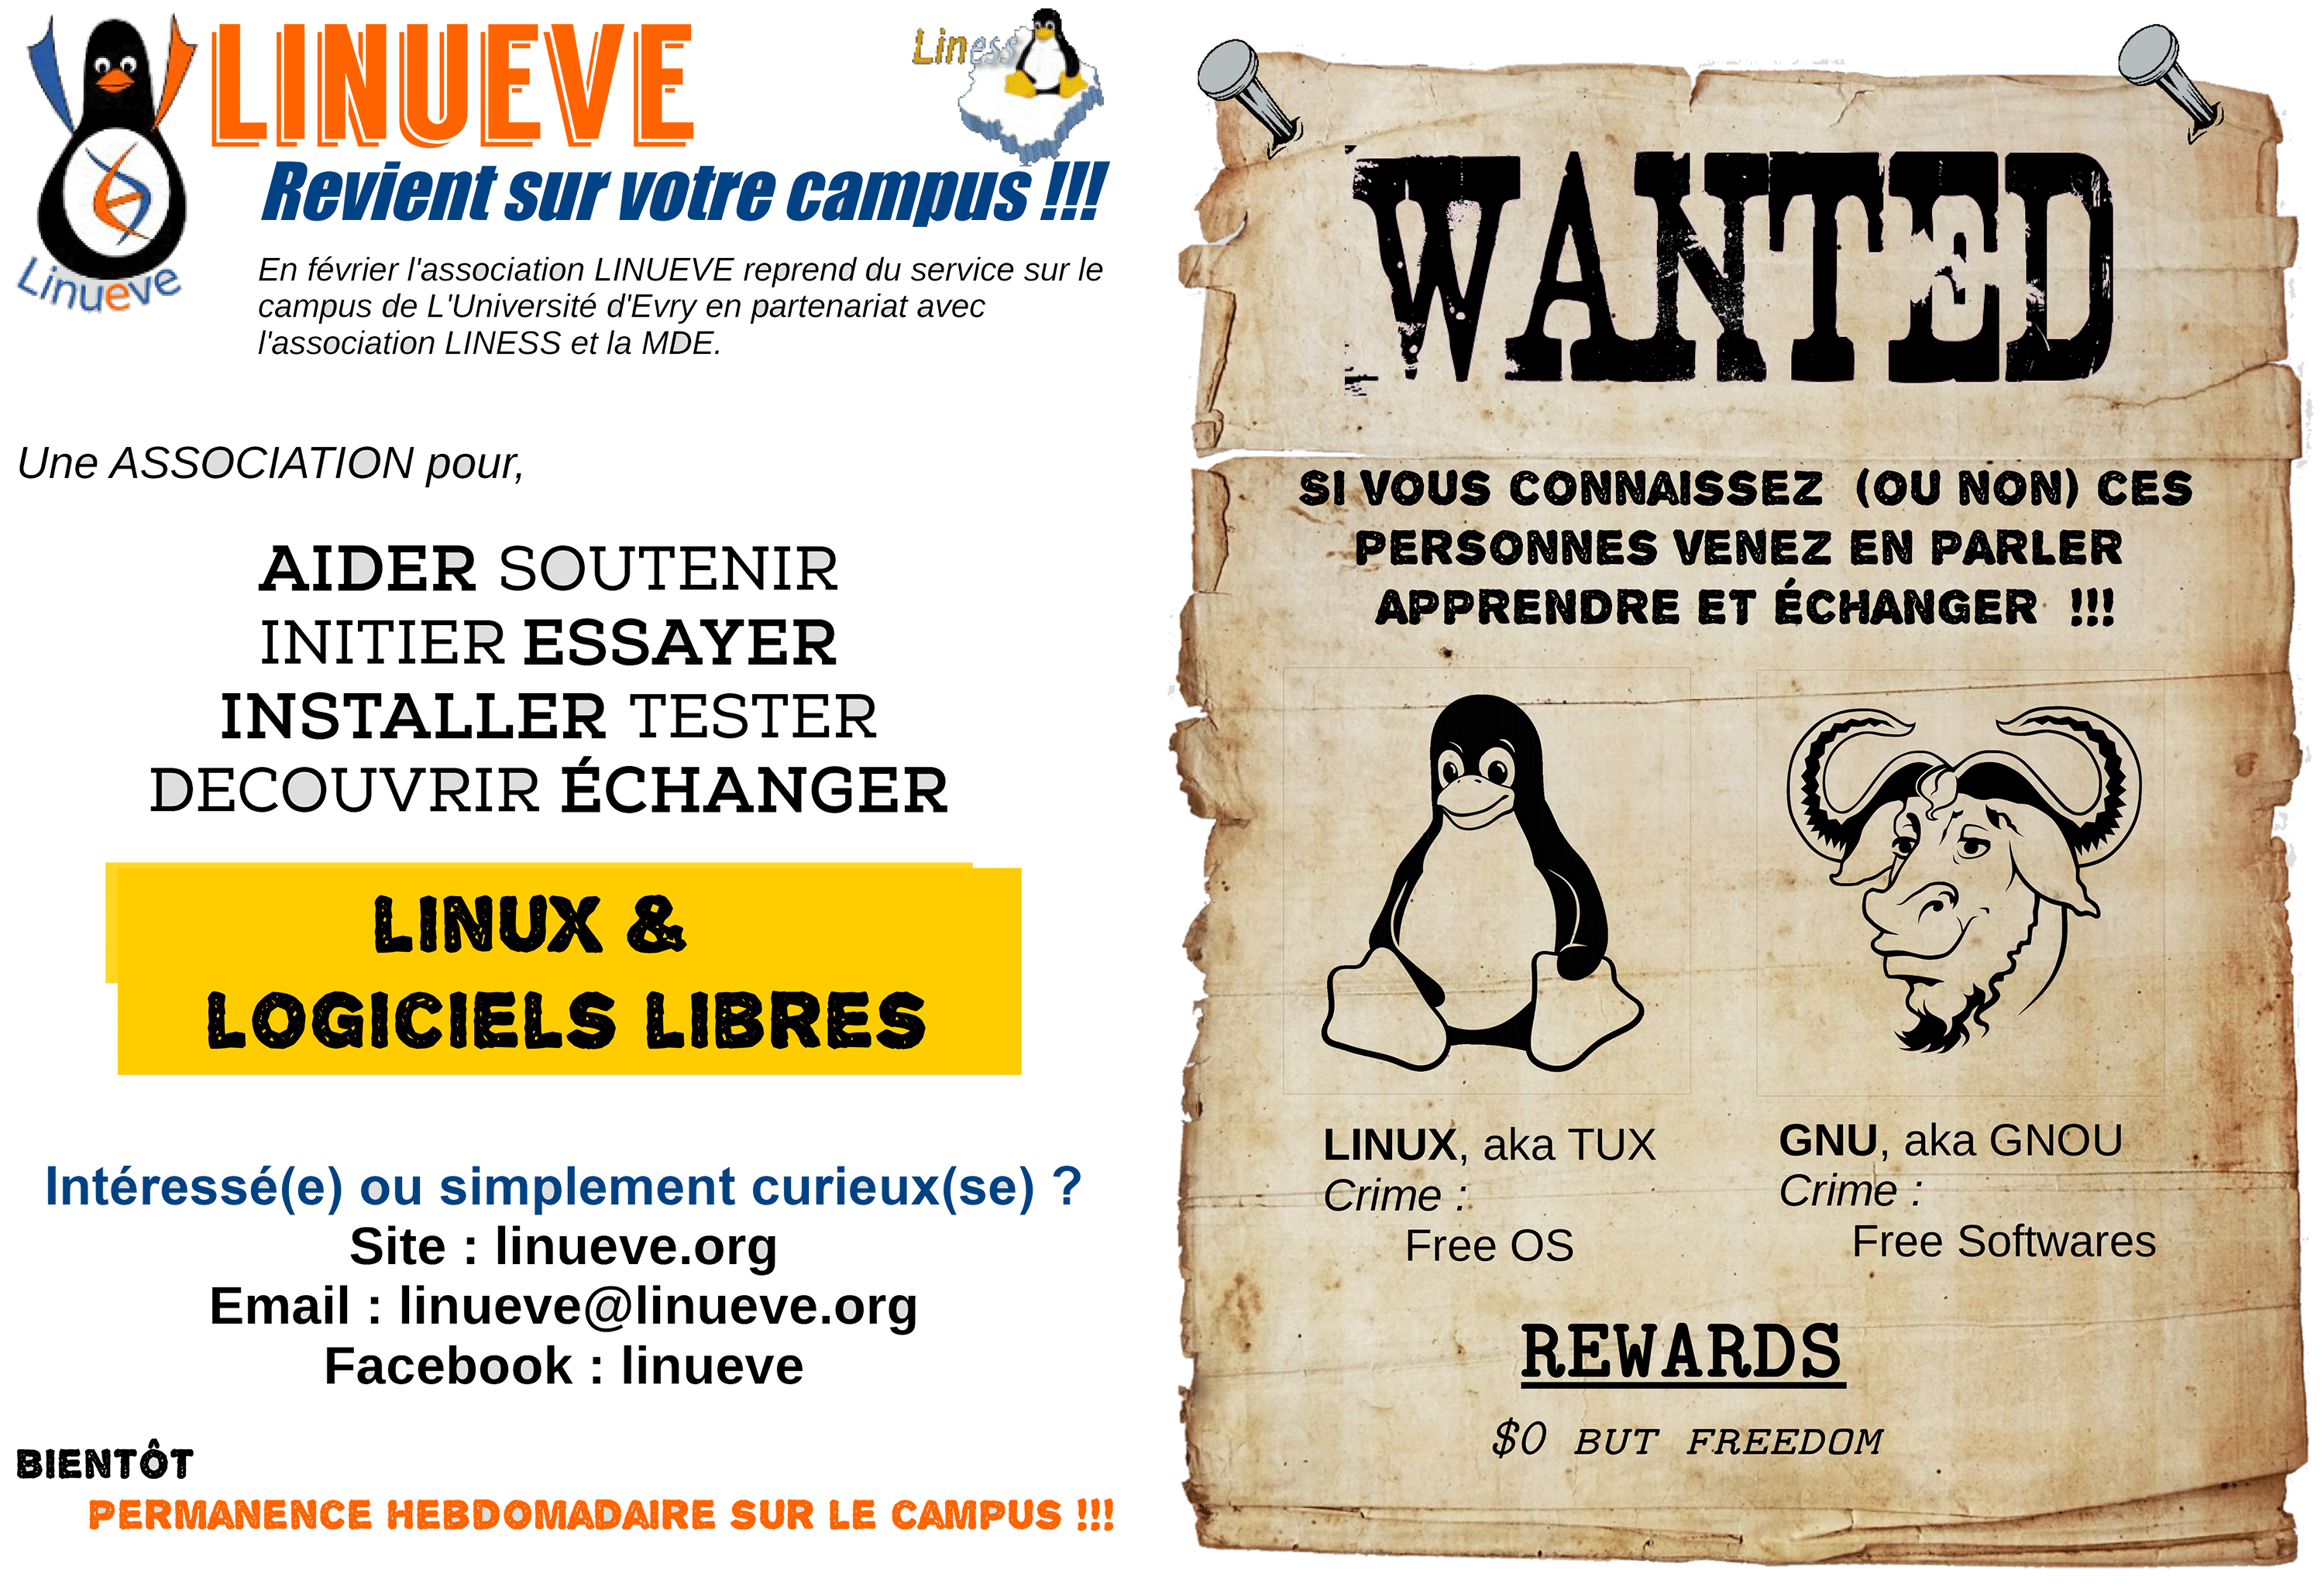 LINUEVE
Liness
Revient sur votre campus !!!
Linueve
En février l'association LINUEVE reprend du service sur le
campus de L'Université d'Evry en partenariat avec
l'association LINESS et la MDE.
Une ASSOCIATION pour,
AIDER SOUTENIR
INITIER ESSAYER
INSTALLER TESTER
DECOUVRIR ÉCHANGER
LINUX &
LOGICIELS LIBRES
Intéressé(e) ou simplement curieux(se) ?
Site : linueve.org
Email : linueve@linueve.org
Facebook : linueve
BIENTÔT
PERMANENCE HEBDOMADAIRE SUR LE CAMPUS !!!
WANTED
SI VOUS CONNAISSEZ (OU NON) CES
PERSONNES VENEZ EN PARLER
APPRENDRE ET ÉCHANGER !!!
LINUX, aka TUX
Crime :
Free OS
GNU, aka GNOU
Crime :
Free Softwares
REWARDS
$0 BUT FREEDOM